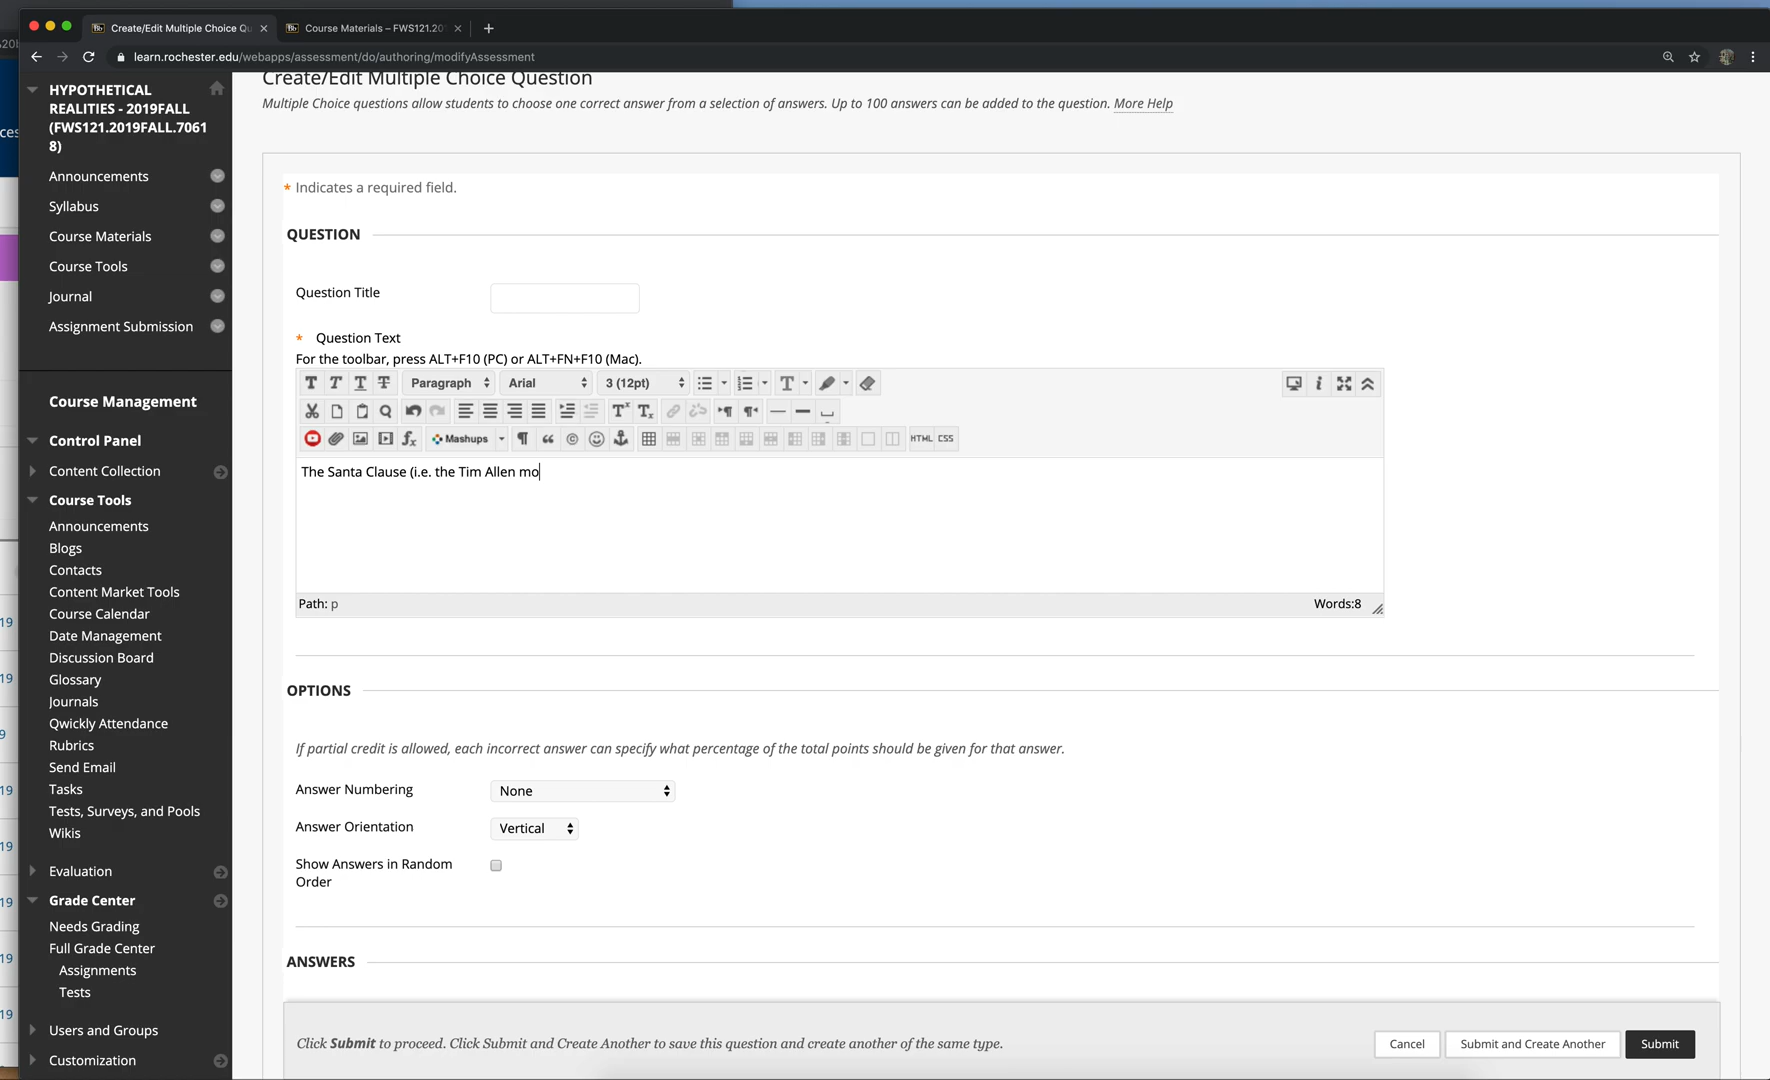 Create/Edit Multiple Choice Qu
Course Materials – FWS121.20
learn.rochester.edu/webapps/assessment/do/authoring/modifyAssessment
HYPOTHETICAL
REALITIES - 2019FALL
(FWS121.2019FALL.7061
8)
Announcements
Syllabus
Course Materials
Course Tools
Journal
Assignment Submission
Course Management
Control Panel
Content Collection
Course Tools
Announcements
Blogs
Contacts
Content Market Tools
Course Calendar
Date Management
Discussion Board
Glossary
Journals
Qwickly Attendance
Rubrics
Send Email
Tasks
Tests, Surveys, and Pools
Wikis
Evaluation
Grade Center
Needs Grading
Full Grade Center
Assignments
Tests
Users and Groups
Customization
Create/Edit Multiple Choice Question
Multiple Choice questions allow students to choose one correct answer from a selection of answers. Up to 100 answers can be added to the question. More Help
* Indicates a required field.
QUESTION
Question Title
* Question Text
For the toolbar, press ALT+F10 (PC) or ALT+FN+F10 (Mac).
Paragraph Arial 3 (12pt)
Mashups HTML CSS
The Santa Clause (i.e. the Tim Allen mo
Path: p Words:8
OPTIONS
If partial credit is allowed, each incorrect answer can specify what percentage of the total points should be given for that answer.
Answer Numbering None
Answer Orientation Vertical
Show Answers in Random
Order
ANSWERS
Click Submit to proceed. Click Submit and Create Another to save this question and create another of the same type.
Cancel Submit and Create Another Submit